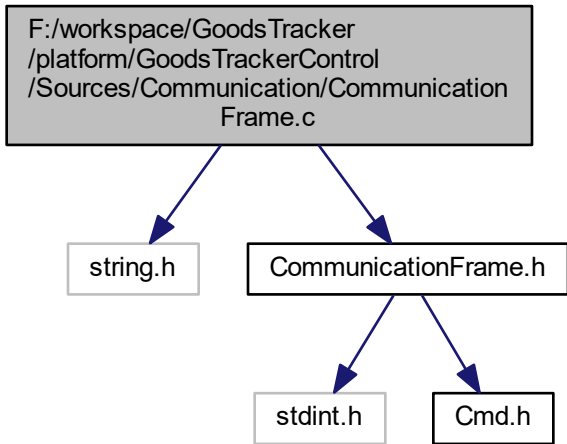 F:/workspace/GoodsTracker
/platform/GoodsTrackerControl
/Sources/Communication/Communication
Frame.c
string.h
CommunicationFrame.h
stdint.h
Cmd.h